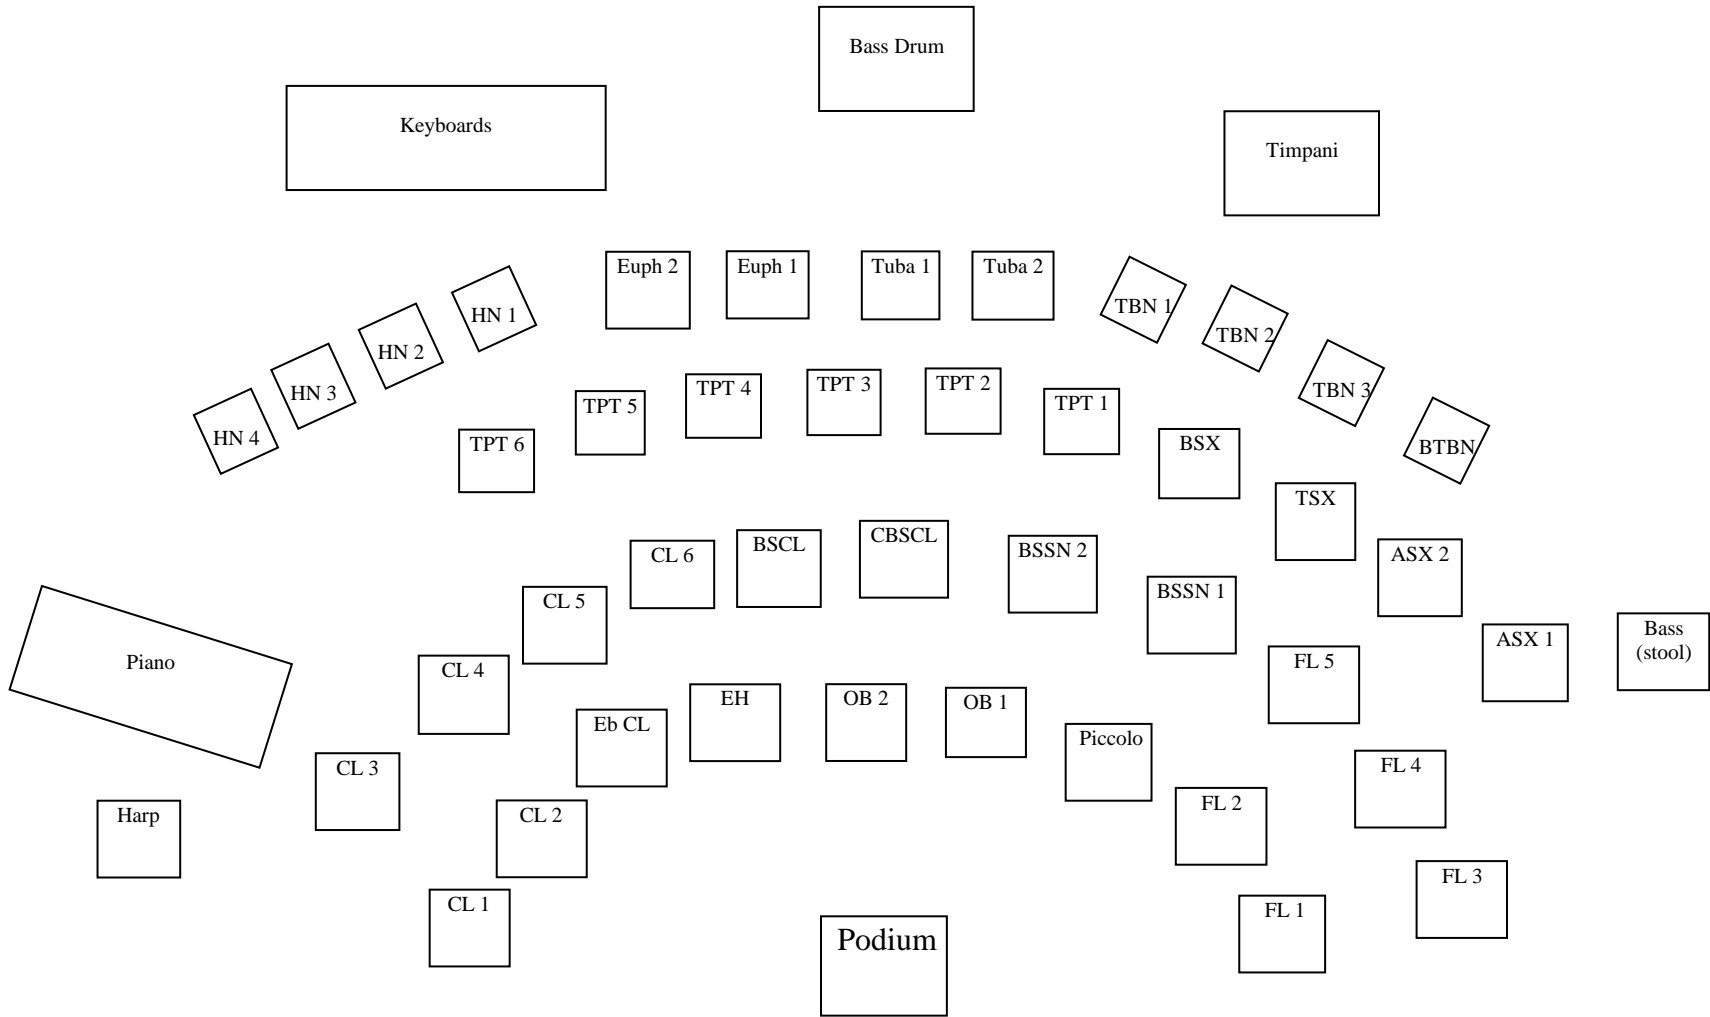 Bass Drum
Keyboards
Timpani
Euph 2
Euph 1
Tuba 1
Tuba 2
TBN 1
TBN 2
TBN 3
BTBN
HN 1
HN 2
HN 3
HN 4
TPT 6
TPT 5
TPT 4
TPT 3
TPT 2
TPT 1
BSX
TSX
ASX 2
ASX 1
Bass
(stool)
Piano
CL 3
CL 4
CL 5
CL 6
BSCL
CBSCL
BSSN 2
BSSN 1
FL 5
FL 4
FL 3
Harp
CL 1
CL 2
Eb CL
EH
OB 2
OB 1
Piccolo
FL 2
FL 1
Podium